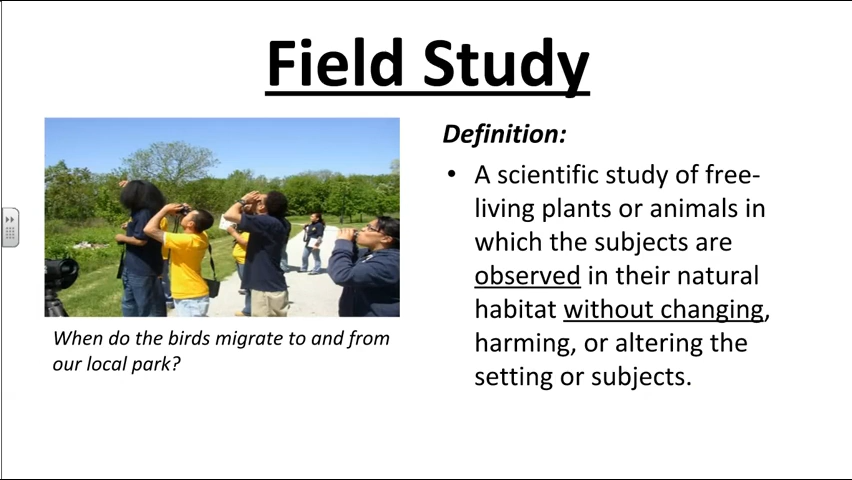 Field Study
When do the birds migrate to and from
our local park?
Definition:
• A scientific study of free-
living plants or animals in
which the subjects are
observed in their natural
habitat without changing,
harming, or altering the
setting or subjects.